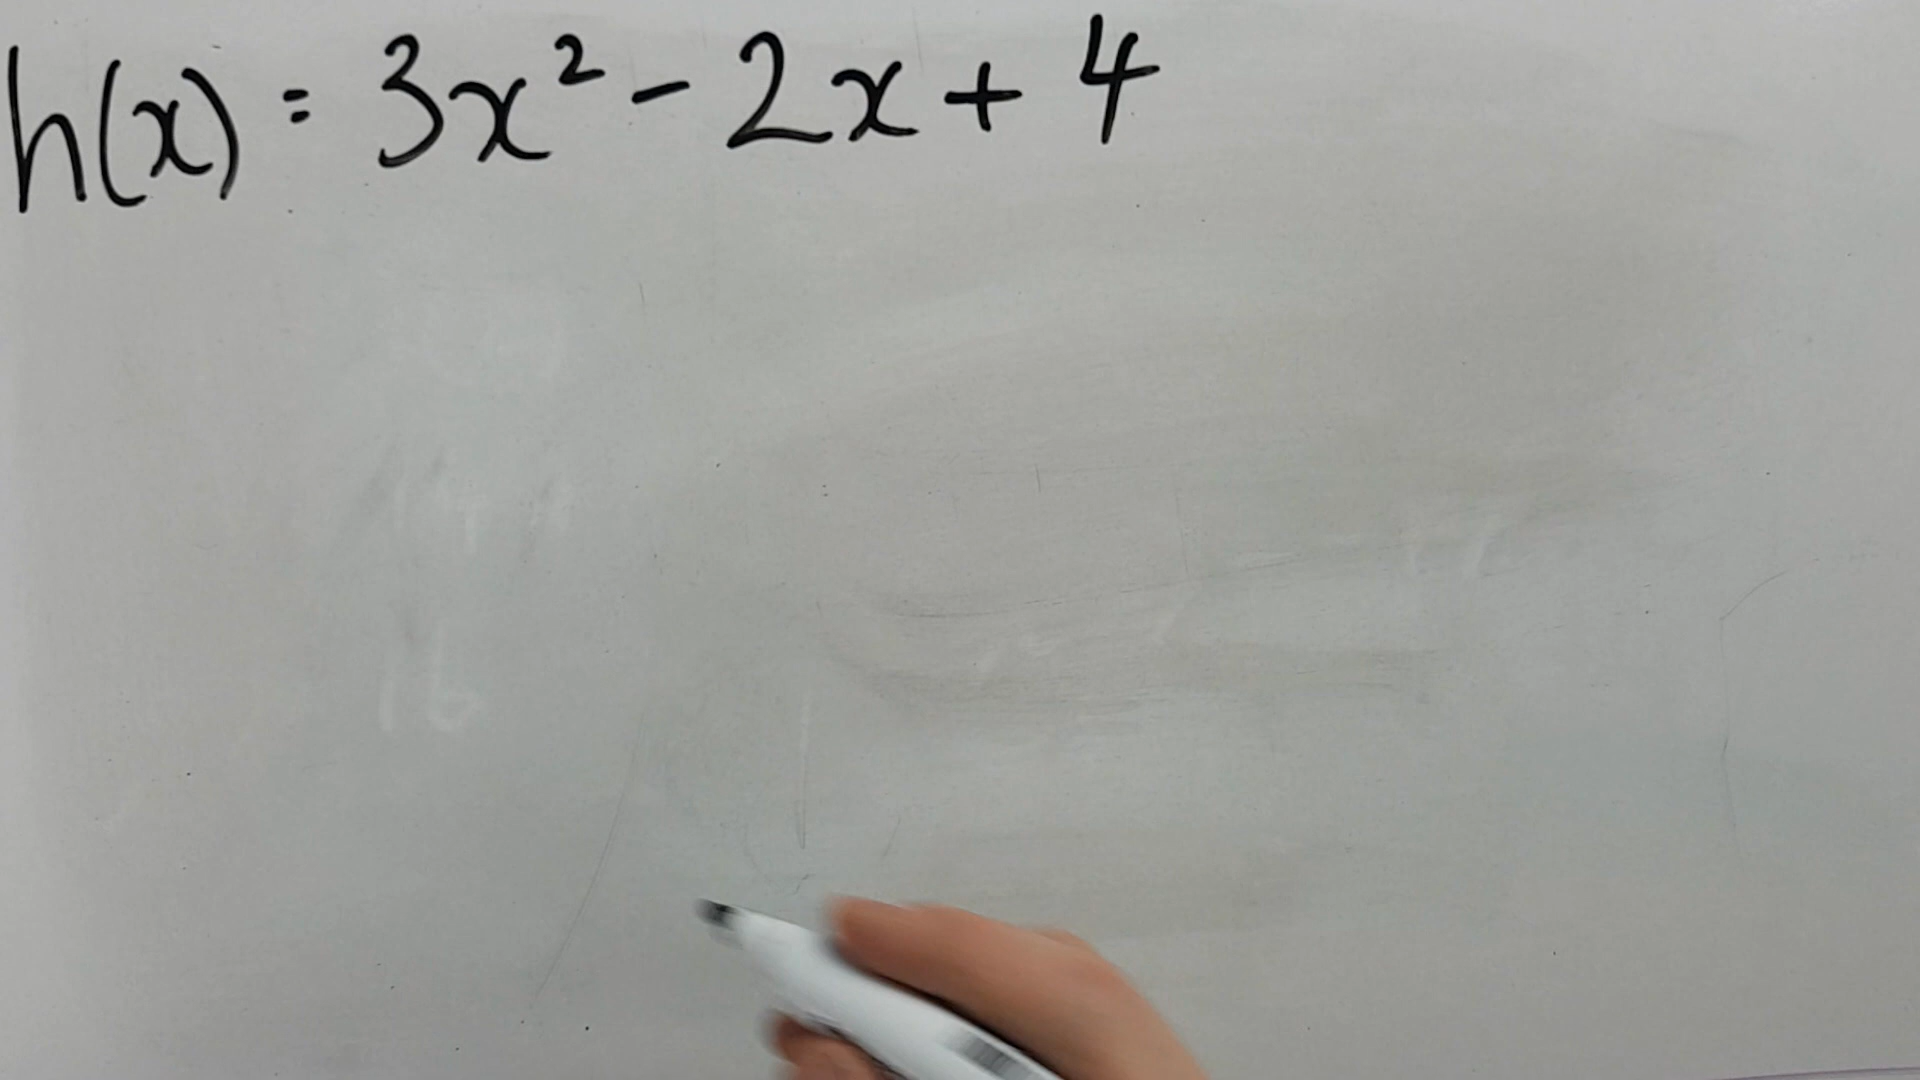 h(x) = 3x² - 2x + 4